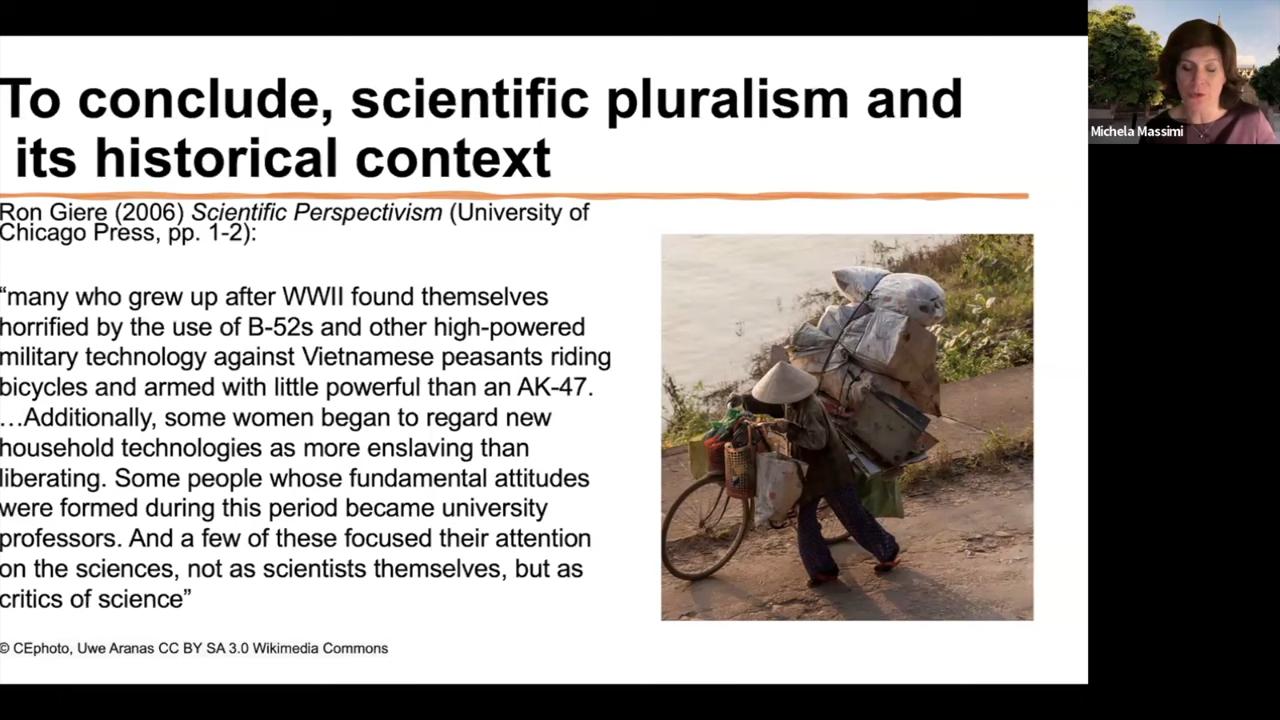 To conclude, scientific pluralism and
its historical context
Ron Giere (2006) Scientific Perspectivism (University of
Chicago Press, pp. 1-2):
“many who grew up after WWII found themselves
horrified by the use of B-52s and other high-powered
military technology against Vietnamese peasants riding
bicycles and armed with little powerful than an AK-47.
…Additionally, some women began to regard new
household technologies as more enslaving than
liberating. Some people whose fundamental attitudes
were formed during this period became university
professors. And a few of these focused their attention
on the sciences, not as scientists themselves, but as
critics of science”
© CEphoto, Uwe Aranas CC BY SA 3.0 Wikimedia Commons
Michela Massimi